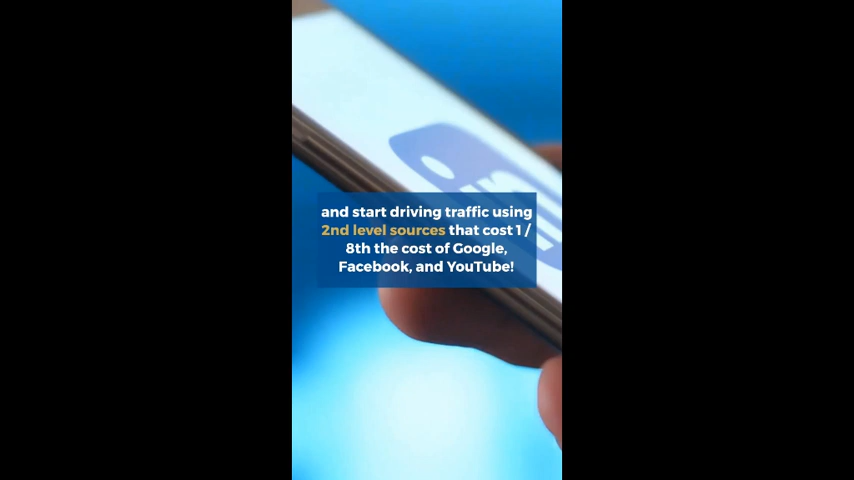 and start driving traffic using
2nd level sources that cost 1 /
8th the cost of Google,
Facebook, and YouTube!